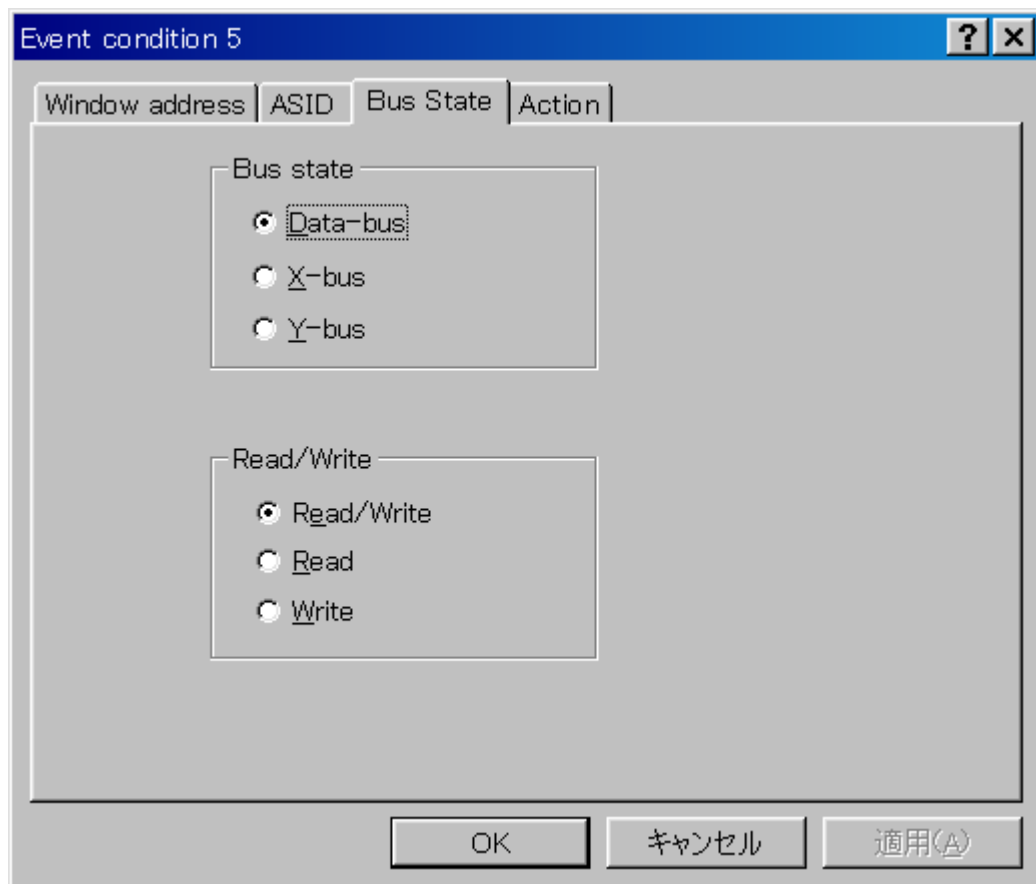 Event condition 5
Window address ASID Bus State Action
Bus state
Data-bus
X-bus
Y-bus
Read/Write
Read/Write
Read
Write
OK キャンセル 適用(A)